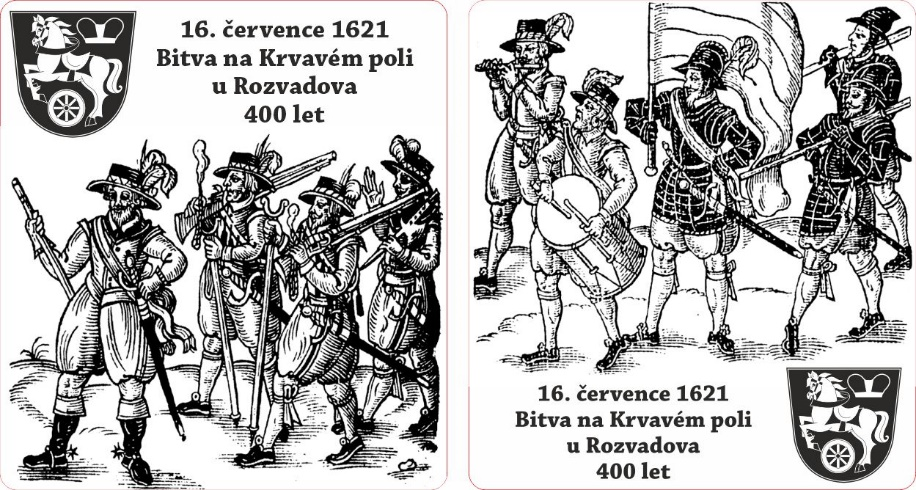 16. července 1621
Bitva na Krvavém poli
u Rozvadova
400 let
16. července 1621
Bitva na Krvavém poli
u Rozvadova
400 let